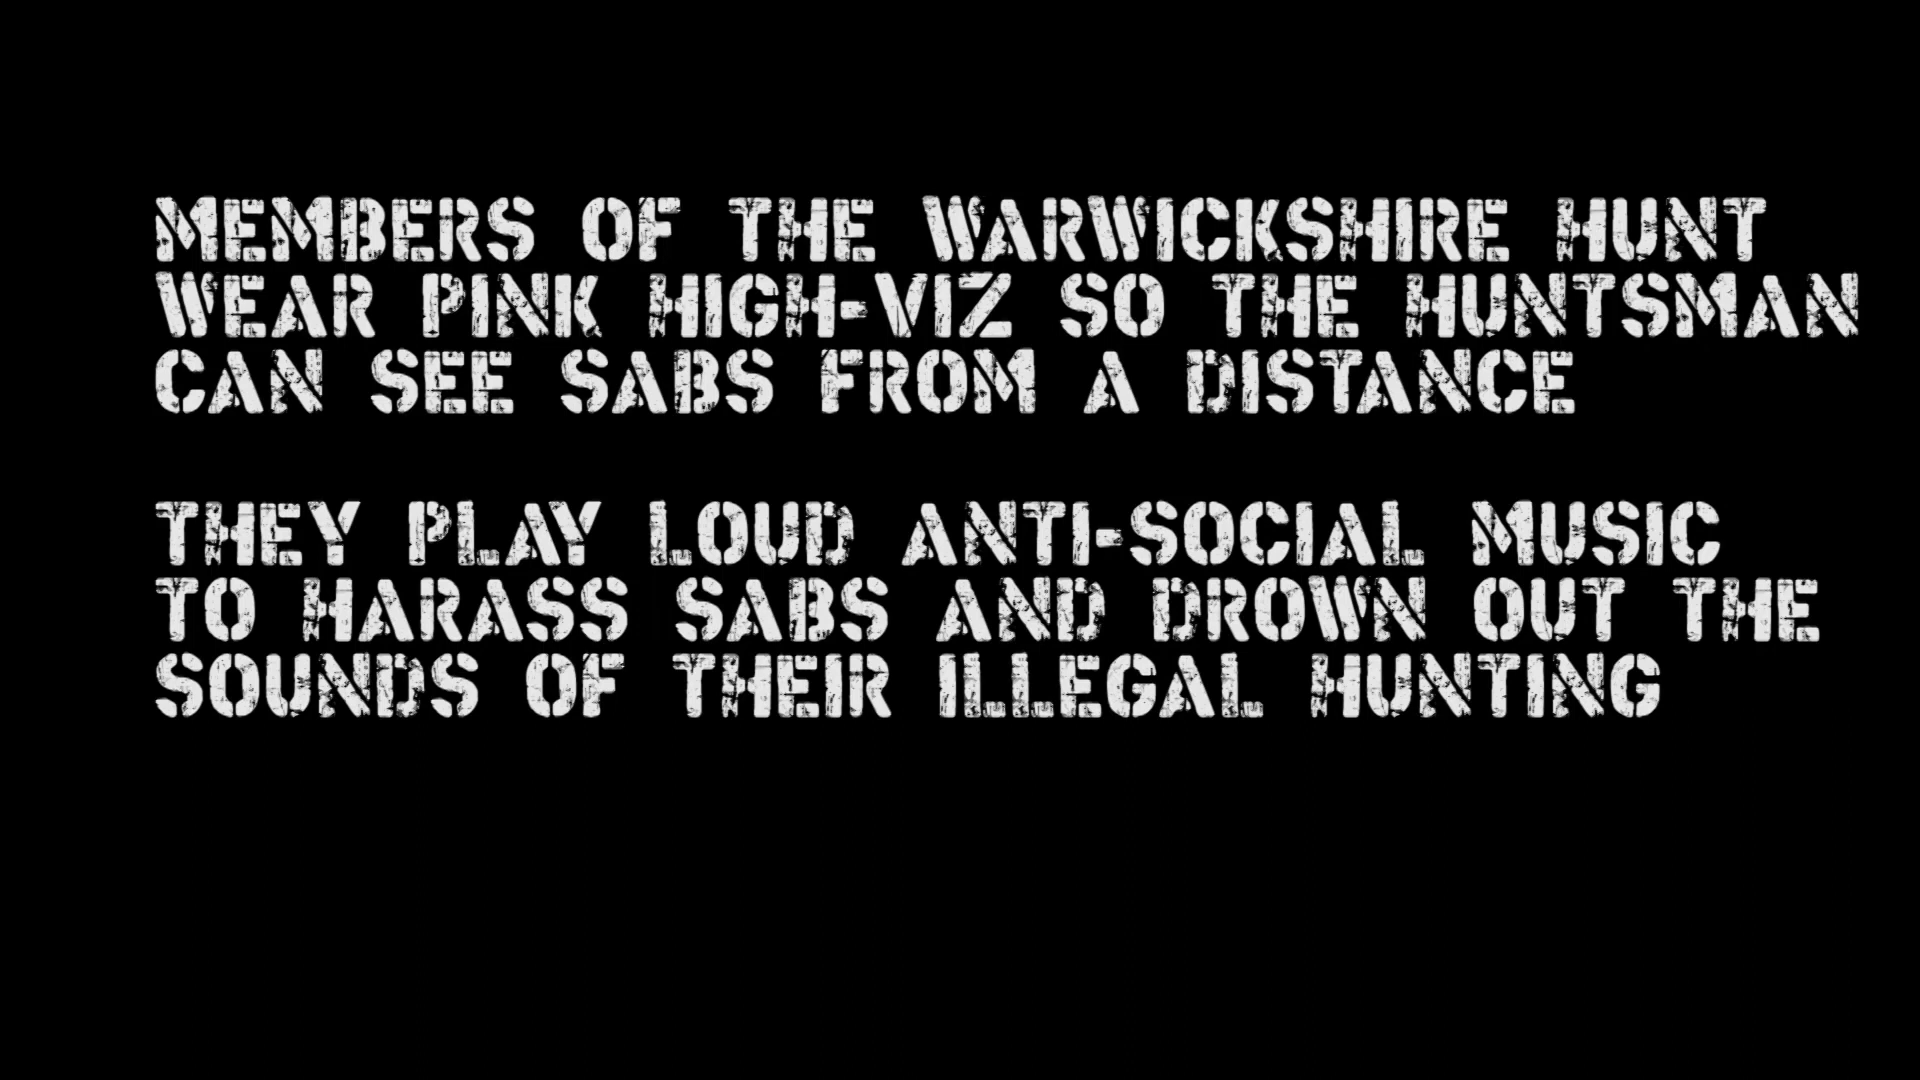 MEMBERS OF THE WARWICKSHIRE HUNT
WEAR PINK HIGH-VIZ SO THE HUNTSMAN
CAN SEE SABS FROM A DISTANCE
THEY PLAY LOUD ANTI-SOCIAL MUSIC
TO HARASS SABS AND DROWN OUT THE
SOUNDS OF THEIR ILLEGAL HUNTING